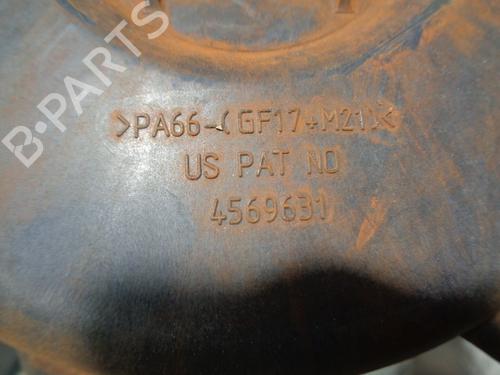 >PA66-(GF17+M21)<
US PAT NO
4569631
B-PARTS